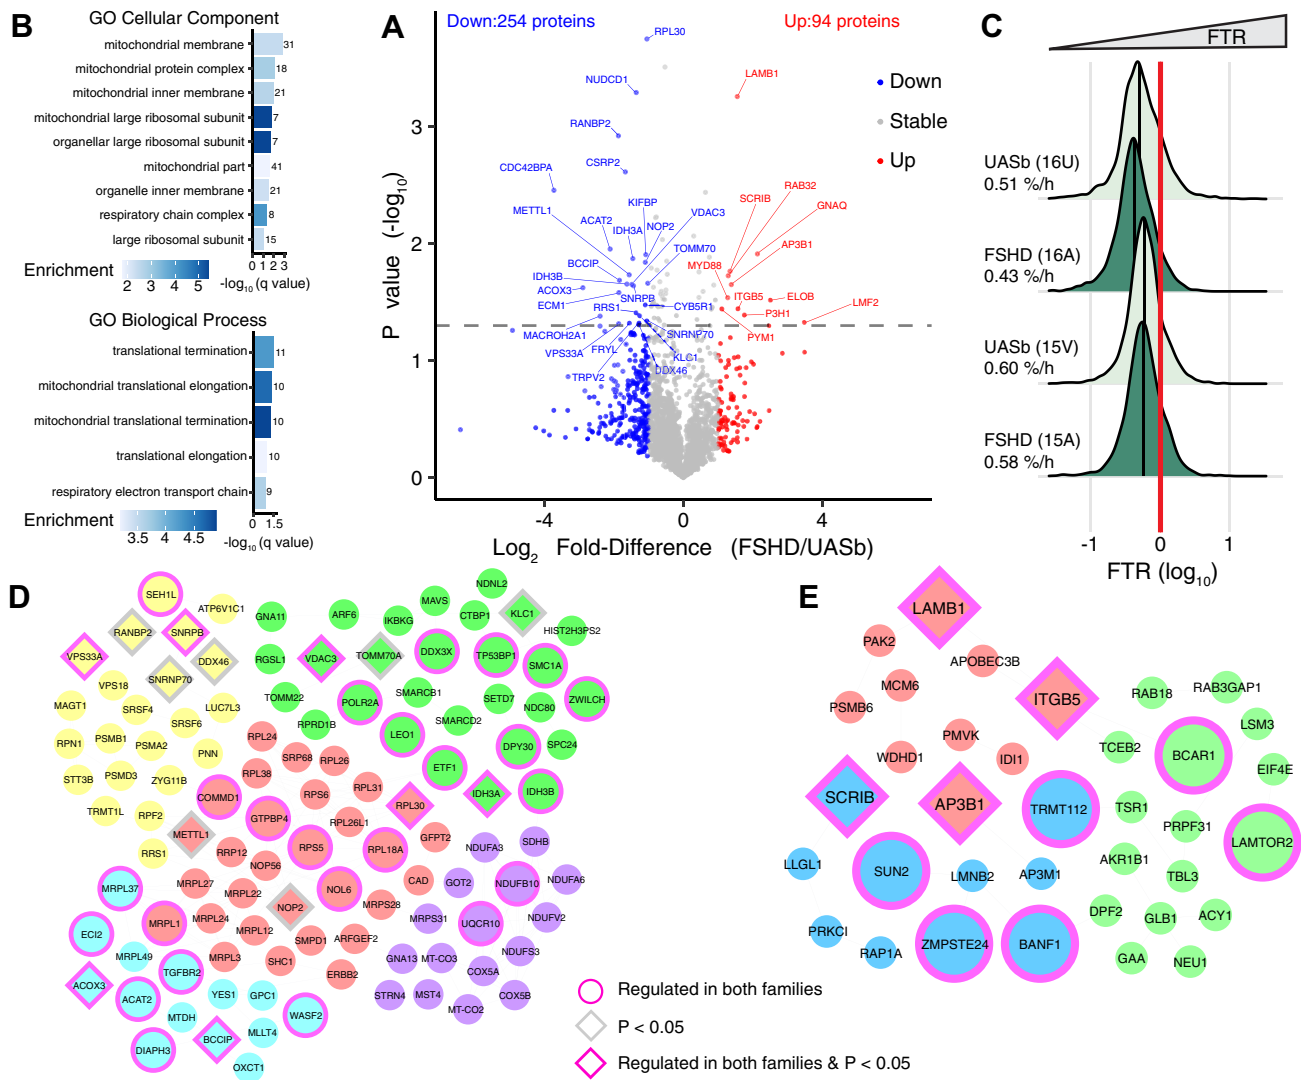 B
GO Cellular Component
mitochondrial membrane
31
mitochondrial protein complex
18
mitochondrial inner membrane
21
mitochondrial large ribosomal subunit
7
organellar large ribosomal subunit
7
mitochondrial part
41
organelle inner membrane
21
respiratory chain complex
8
large ribosomal subunit
15
0 1 2 3
Enrichment
2 3 4 5
-log10 (q value)
GO Biological Process
translational termination
11
mitochondrial translational elongation
10
mitochondrial translational termination
10
translational elongation
10
respiratory electron transport chain
9
0 1.5
Enrichment
3.5 4 4.5
-log10 (q value)
A
Down:254 proteins
Up:94 proteins
RPL30
NUDCD1
LAMB1
Down
Stable
Up
RANBP2
CSRP2
CDC42BPA
METTL1
KIFBP
VDAC3
SCRIB
RAB32
GNAQ
ACAT2
IDH3A
NOP2
TOMM70
AP3B1
BCCIP
MYD88
IDH3B
ACOX3
ECM1
SNRPB
RRS1
CYB5R1
ITGB5
ELOB
LMF2
P3H1
MACROH2A1
SNRNP70
PYM1
VPS33A
FRYL
KLC1
TRPV2
DDX46
P value (-log10)
3
2
1
0
-4
0
4
Log2 Fold-Difference (FSHD/UASb)
C
FTR
UASb (16U)
0.51 %/h
FSHD (16A)
0.43 %/h
UASb (15V)
0.60 %/h
FSHD (15A)
0.58 %/h
-1
0
1
FTR (log10)
D
SEH1L
ATP6V1C1
RANBP2
SNRPB
VPS33A
DDX46
SNRNP70
VPS18
MAGT1
SRSF4
LUC7L3
SRSF6
RPN1
PSMB1
PSMA2
PNN
STT3B
PSMD3
ZYG11B
TRMT1L
RPF2
RRS1
GNA11
ARF6
IKBKG
MAVS
NDNL2
CTBP1
KLC1
HIST2H3PS2
RGSL1
VDAC3
TOMM70A
DDX3X
TP53BP1
SMC1A
TOMM22
POLR2A
SMARCB1
SETD7
NDC80
ZWILCH
RPRD1B
SMARCD2
LEO1
DPY30
SPC24
ETF1
IDH3A
IDH3B
RPL24
SRP68
RPL26
RPL38
RPL31
COMMD1
RPS6
RPL30
GTPBP4
RPL26L1
METTL1
GFPT2
RRP12
RPS5
RPL18A
NOP56
MRPL27
MRPL22
NOL6
CAD
NOP2
MRPS28
MRPL1
MRPL24
MRPL12
SMPD1
ARFGEF2
MRPL3
SHC1
ERBB2
NDUFA3
SDHB
GOT2
NDUFB10
NDUFA6
MRPS31
UQCR10
NDUFV2
GNA13
MT-CO3
NDUFS3
COX5A
STRN4
MST4
MT-CO2
COX5B
MRPL37
ECI2
MRPL49
TGFBR2
ACOX3
ACAT2
YES1
GPC1
MTDH
WASF2
BCCIP
MLLT4
DIAPH3
OXCT1
Regulated in both families
P < 0.05
Regulated in both families & P < 0.05
E
LAMB1
PAK2
APOBEC3B
MCM6
ITGB5
PSMB6
PMVK
WDHD1
IDI1
SCRIB
AP3B1
TRMT112
LLGL1
SUN2
LMNB2
AP3M1
PRKCI
RAP1A
ZMPSTE24
BANF1
RAB18
RAB3GAP1
LSM3
TCEB2
BCAR1
EIF4E
TSR1
PRPF31
LAMTOR2
AKR1B1
TBL3
DPF2
GLB1
ACY1
GAA
NEU1